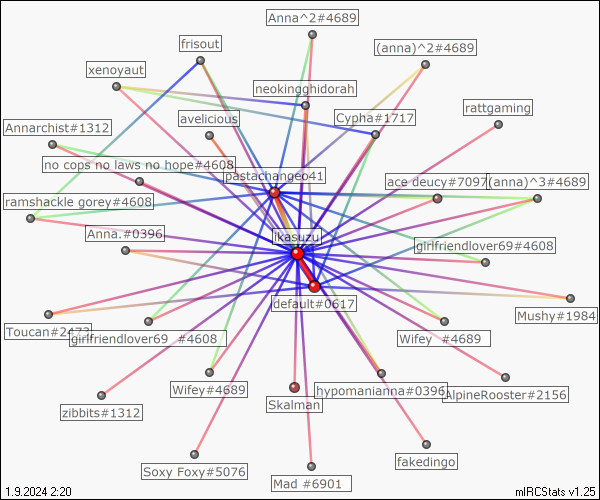 Anna^2#4689
frisout
(anna)^2#4689
xenoyaut
neokingghidorah
rattgaming
avelicious
Cypha#1717
Annarchist#1312
no cops no laws no hope#4608
pastachangeo41
ace deucy#7097
(anna)^3#4689
ramshackle gorey#4608
Anna.#0396
ikasuzu
girlfriendlover69#4608
default#0617
Mushy#1984
Toucan#2473
girlfriendlover69 #4608
Wifey #4689
Wifey#4689
Skalman
hypomanianna#0396
AlpineRooster#2156
zibbits#1312
Soxy Foxy#5076
Mad #6901
fakedingo
1.9.2024 2:20
mIRCStats v1.25